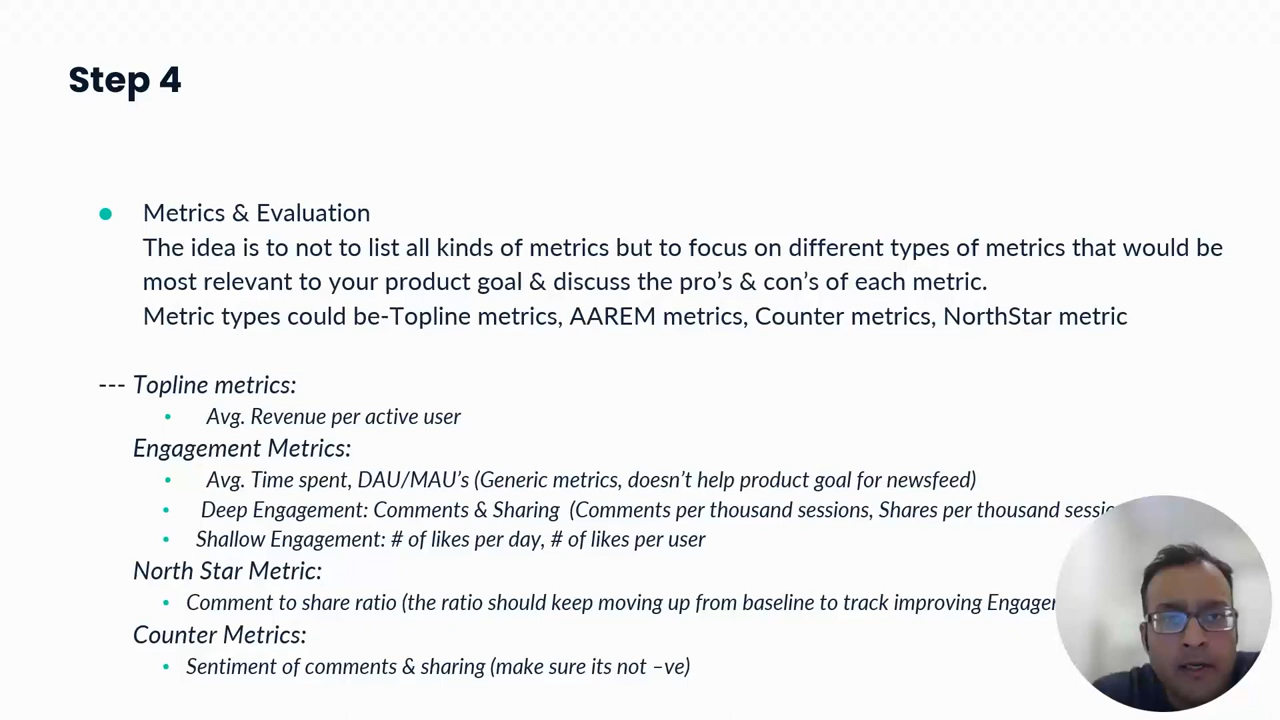 Step 4
• Metrics & Evaluation
The idea is to not to list all kinds of metrics but to focus on different types of metrics that would be
most relevant to your product goal & discuss the pro’s & con’s of each metric.
Metric types could be-Topline metrics, AAREM metrics, Counter metrics, NorthStar metric
--- Topline metrics:
• Avg. Revenue per active user
Engagement Metrics:
• Avg. Time spent, DAU/MAU’s (Generic metrics, doesn’t help product goal for newsfeed)
• Deep Engagement: Comments & Sharing (Comments per thousand sessions, Shares per thousand
• Shallow Engagement: # of likes per day, # of likes per user
North Star Metric:
• Comment to share ratio (the ratio should keep moving up from baseline to track improving
Counter Metrics:
• Sentiment of comments & sharing (make sure its not –ve)